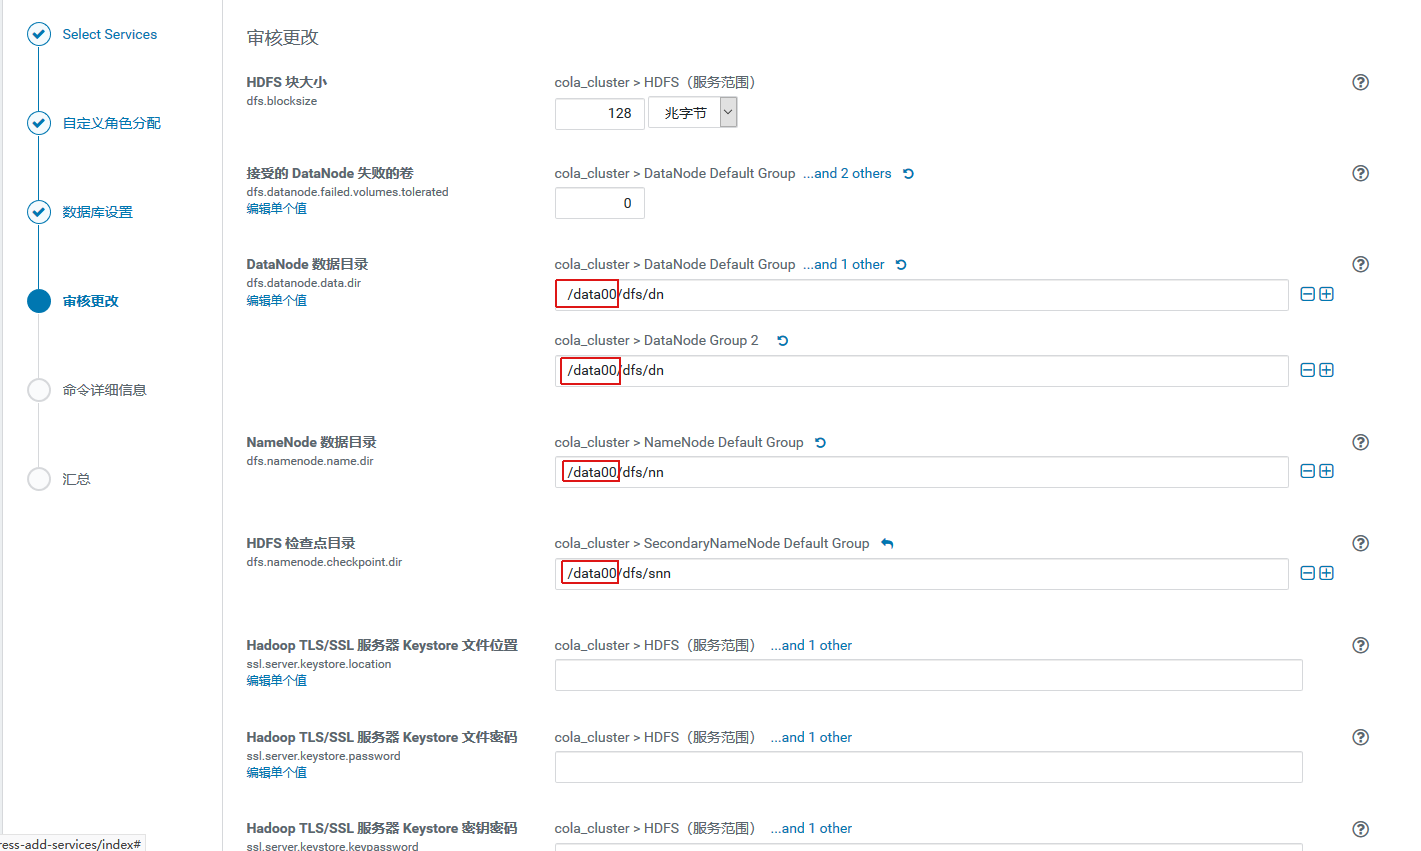 Select Services
自定义角色分配
数据库设置
审核更改
命令详细信息
汇总
审核更改
HDFS 块大小
dfs.blocksize
cola_cluster > HDFS（服务范围）
128 兆字节
接受的 DataNode 失败的卷
dfs.datanode.failed.volumes.tolerated
编辑单个值
cola_cluster > DataNode Default Group ...and 2 others
0
DataNode 数据目录
dfs.datanode.data.dir
编辑单个值
cola_cluster > DataNode Default Group ...and 1 other
/data00/dfs/dn
cola_cluster > DataNode Group 2
/data00/dfs/dn
NameNode 数据目录
dfs.namenode.name.dir
cola_cluster > NameNode Default Group
/data00/dfs/nn
HDFS 检查点目录
dfs.namenode.checkpoint.dir
cola_cluster > SecondaryNameNode Default Group
/data00/dfs/snn
Hadoop TLS/SSL 服务器 Keystore 文件位置
ssl.server.keystore.location
编辑单个值
cola_cluster > HDFS（服务范围） ...and 1 other
Hadoop TLS/SSL 服务器 Keystore 文件密码
ssl.server.keystore.password
编辑单个值
cola_cluster > HDFS（服务范围） ...and 1 other
Hadoop TLS/SSL 服务器 Keystore 密钥密码
ssl.server.keystore.keypassword
cola_cluster > HDFS（服务范围） ...and 1 other
ress-add-services/index#